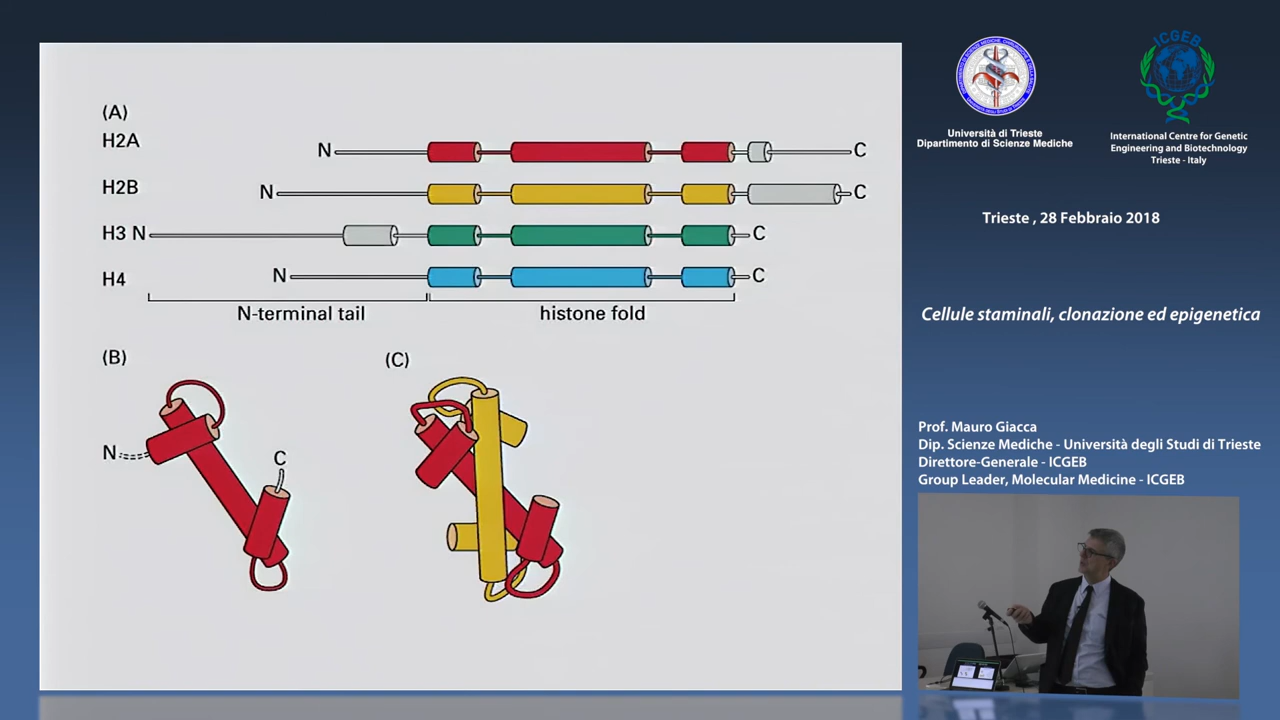 (A)
H2A
N
C
H2B
N
C
H3 N
C
H4
N
C
N-terminal tail
histone fold
(B)
(C)
N
C
ICGEB
Università di Trieste
Dipartimento di Scienze Mediche
International Centre for Genetic
Engineering and Biotechnology
Trieste - Italy
Trieste , 28 Febbraio 2018
Cellule staminali, clonazione ed epigenetica
Prof. Mauro Giacca
Dip. Scienze Mediche - Università degli Studi di Trieste
Direttore-Generale - ICGEB
Group Leader, Molecular Medicine - ICGEB